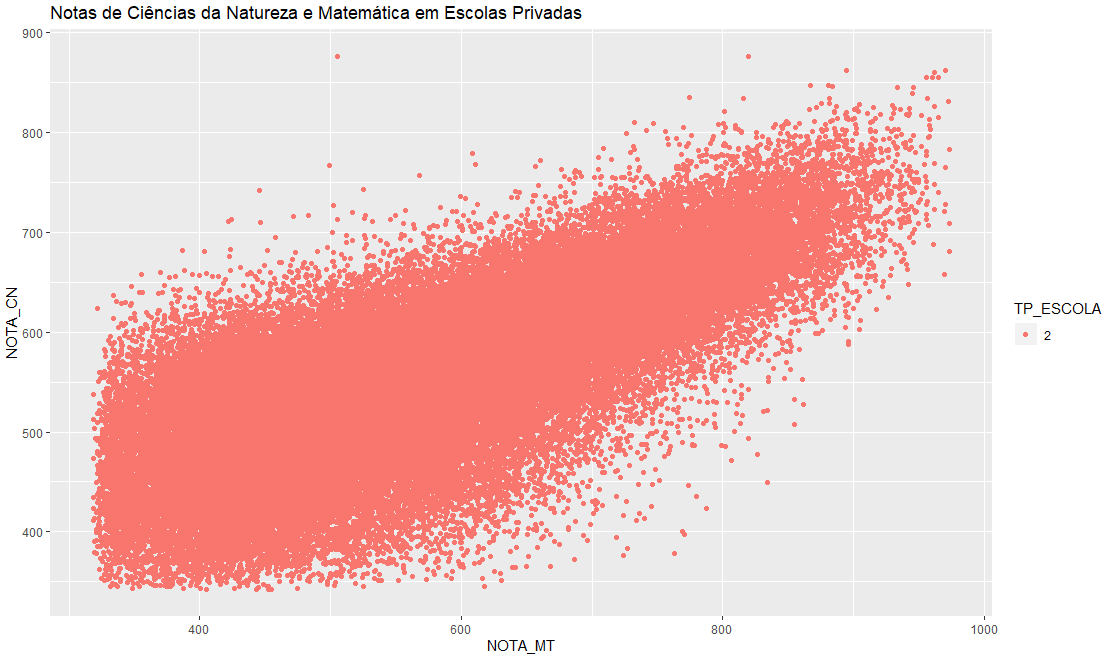 Notas de Ciências da Natureza e Matemática em Escolas Privadas
900
800
700
600
500
400
NOTA_CN
400 600 800 1000
NOTA_MT
TP_ESCOLA
2